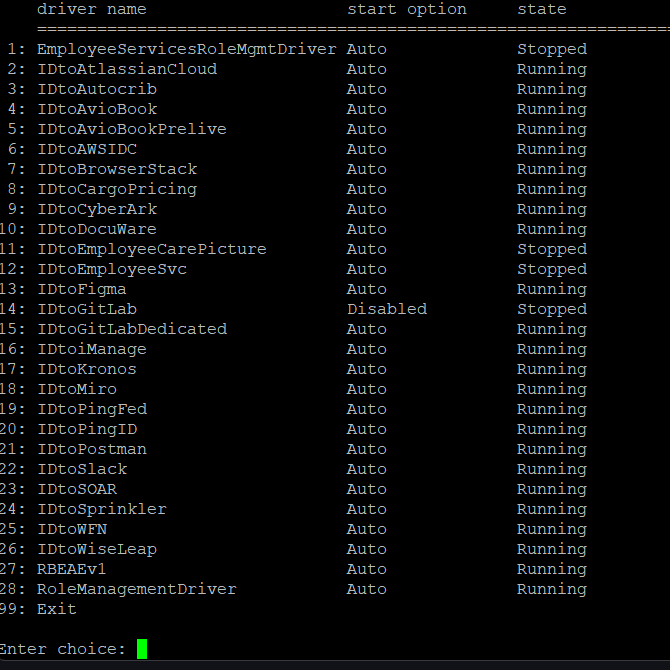 driver name                    start option     state
================================================================
1: EmployeeServicesRoleMgmtDriver Auto             Stopped
2: IDtoAtlassianCloud             Auto             Running
3: IDtoAutocrib                   Auto             Running
4: IDtoAvioBook                   Auto             Running
5: IDtoAvioBookPrelive            Auto             Running
6: IDtoAWSIDC                     Auto             Running
7: IDtoBrowserStack               Auto             Running
8: IDtoCargoPricing               Auto             Running
9: IDtoCyberArk                   Auto             Running
10: IDtoDocuWare                   Auto             Running
11: IDtoEmployeeCarePicture        Auto             Stopped
12: IDtoEmployeeSvc                Auto             Stopped
13: IDtoFigma                      Auto             Running
14: IDtoGitLab                     Disabled         Stopped
15: IDtoGitLabDedicated            Auto             Running
16: IDtoiManage                    Auto             Running
17: IDtoKronos                     Auto             Running
18: IDtoMiro                       Auto             Running
19: IDtoPingFed                    Auto             Running
20: IDtoPingID                     Auto             Running
21: IDtoPostman                    Auto             Running
22: IDtoSlack                      Auto             Running
23: IDtoSOAR                       Auto             Running
24: IDtoSprinkler                  Auto             Running
25: IDtoWFN                        Auto             Running
26: IDtoWiseLeap                   Auto             Running
27: RBEAEv1                        Auto             Running
28: RoleManagementDriver           Auto             Running
99: Exit
Enter choice: